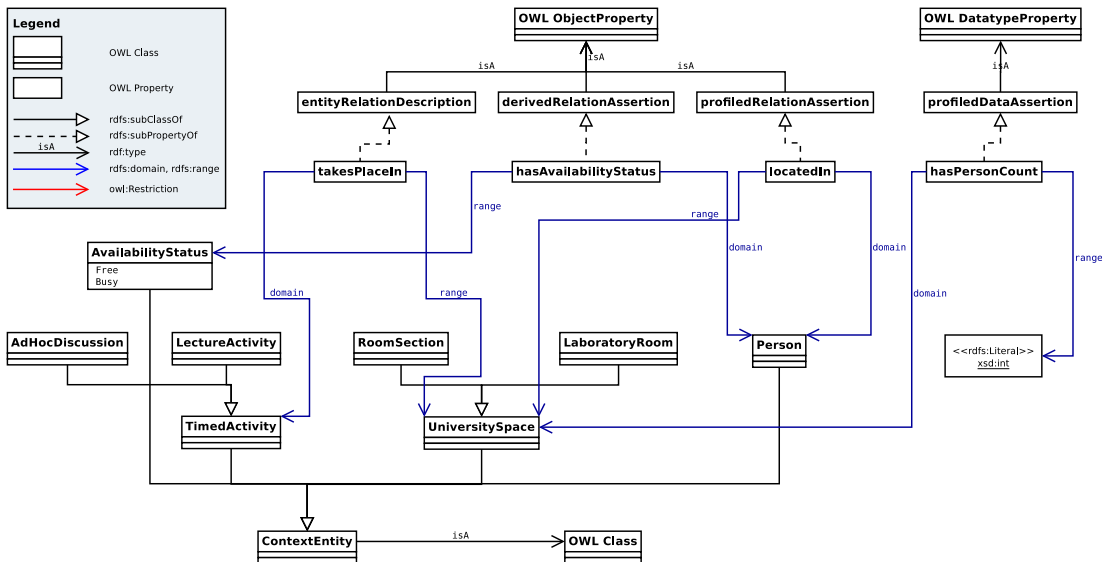 Legend
OWL Class
OWL Property
rdfs:subClassOf
rdfs:subPropertyOf
isA
rdf:type
rdfs:domain, rdfs:range
owl:Restriction
OWL ObjectProperty
OWL DatatypeProperty
isA
isA
isA
isA
entityRelationDescription
derivedRelationAssertion
profiledRelationAssertion
profiledDataAssertion
takesPlaceIn
hasAvailabilityStatus
locatedIn
hasPersonCount
range
range
domain
domain
range
AvailabilityStatus
Free
Busy
domain
range
domain
AdHocDiscussion
LectureActivity
RoomSection
LaboratoryRoom
Person
<<rdfs:Literal>>
xsd:int
TimedActivity
UniversitySpace
ContextEntity
isA
OWL Class